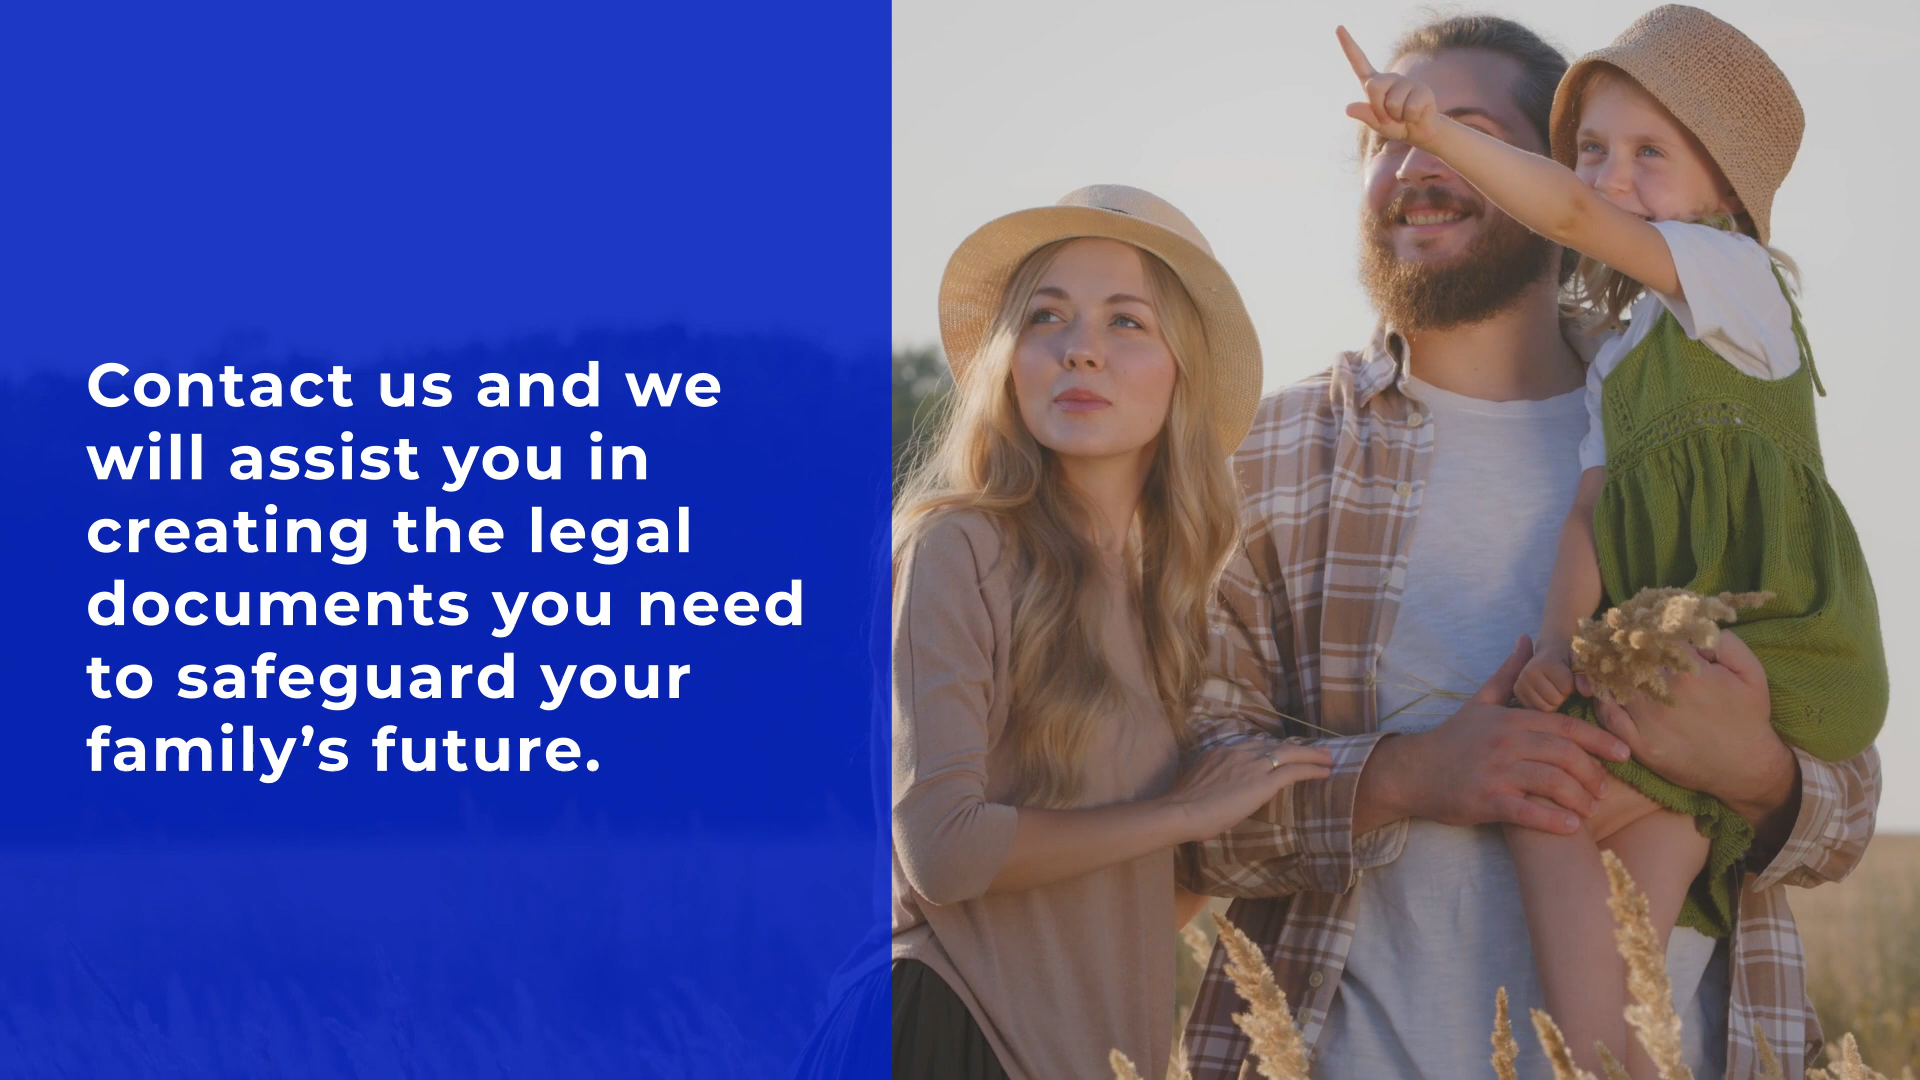 Contact us and we
will assist you in
creating the legal
documents you need
to safeguard your
family’s future.